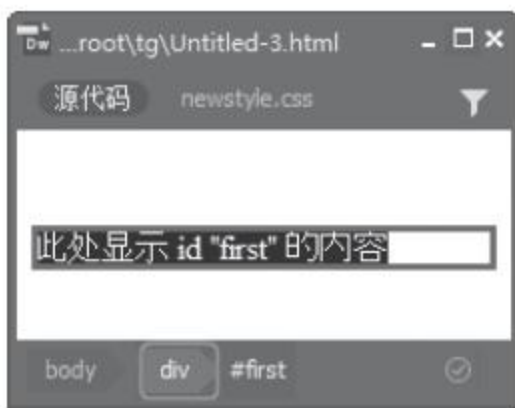 Dw ...root\tg\Untitled-3.html
源代码 newstyle.css
此处显示 id "first" 的内容
body div #first